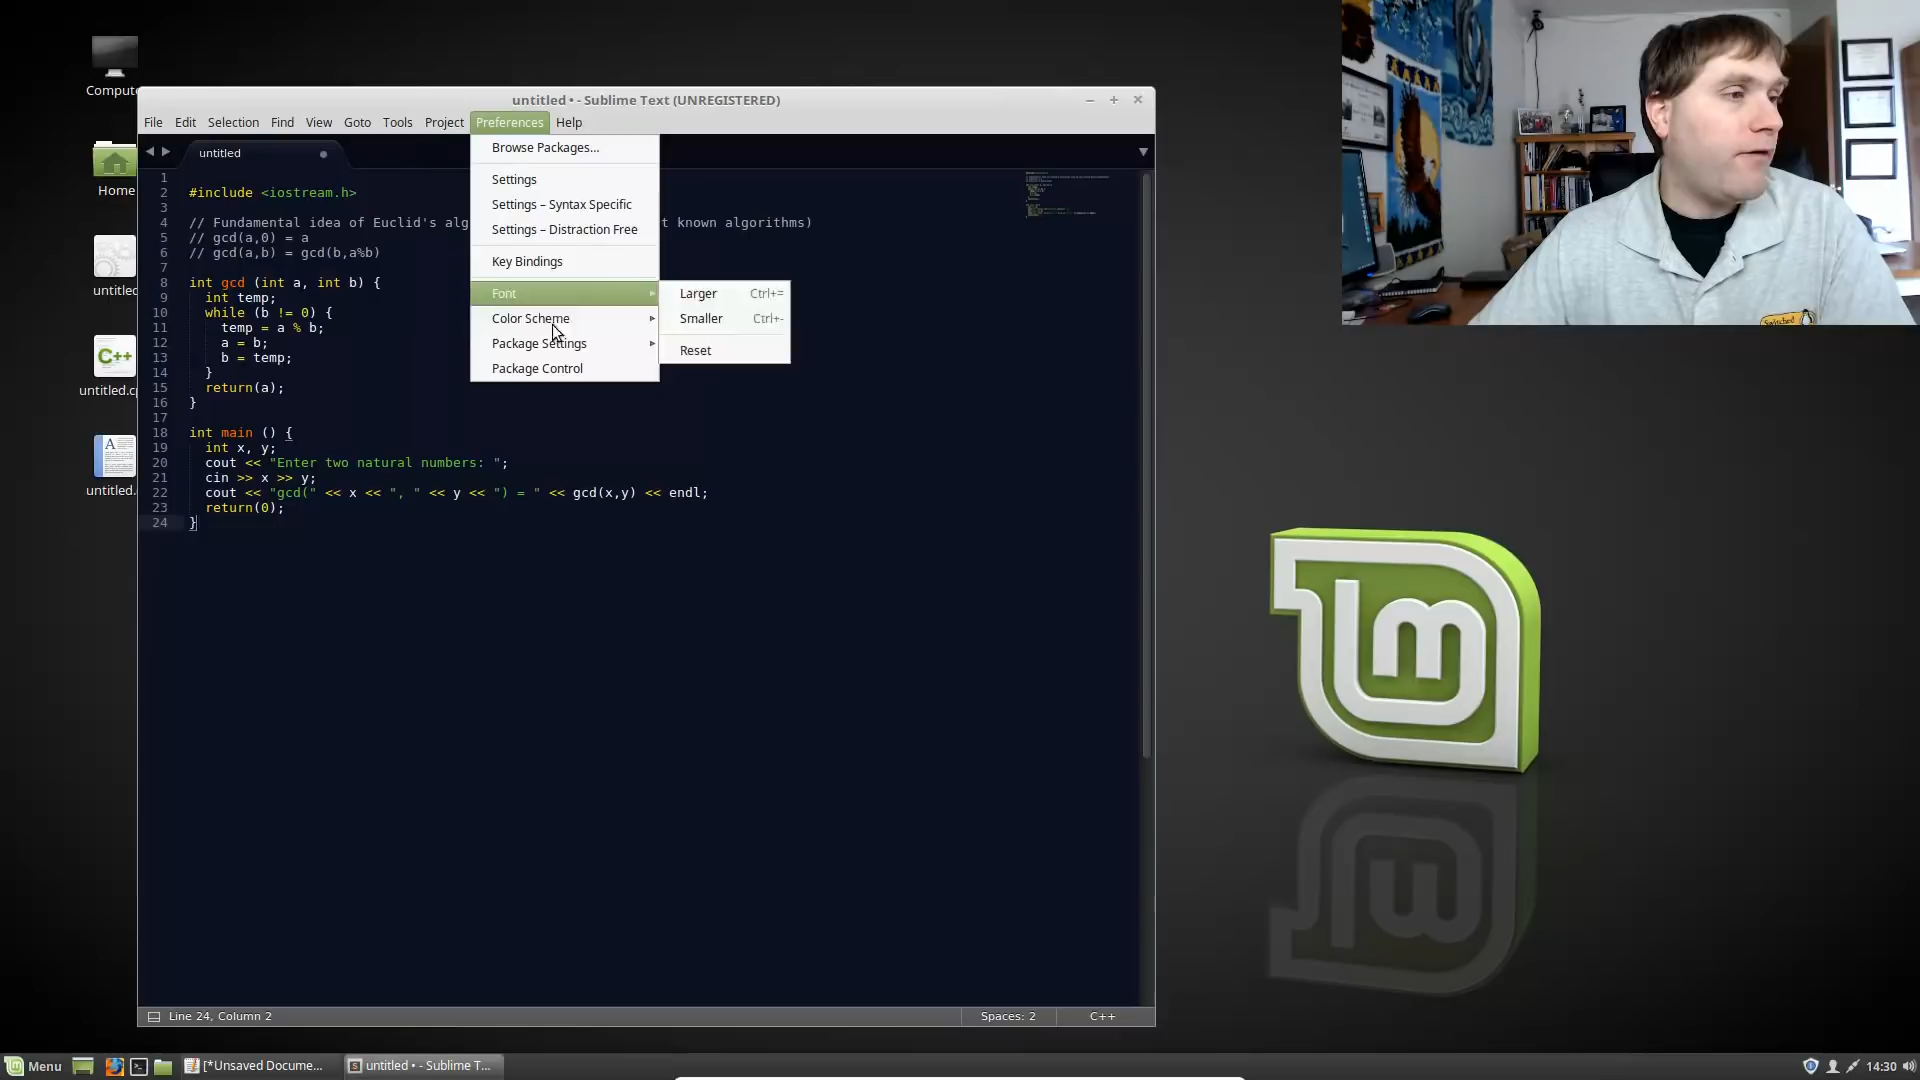 Compute
Home
untitled
untitled.c
untitled.
untitled • - Sublime Text (UNREGISTERED)
File Edit Selection Find View Goto Tools Project Preferences Help
untitled
Browse Packages...
Settings
Settings – Syntax Specific
Settings – Distraction Free
Key Bindings
Font
Color Scheme
Package Settings
Package Control
Larger Ctrl+=
Smaller Ctrl+-
Reset
1
2 #include <iostream.h>
3
4 // Fundamental idea of Euclid's alg t known algorithms)
5 // gcd(a,0) = a
6 // gcd(a,b) = gcd(b,a%b)
7
8 int gcd (int a, int b) {
9 int temp;
10 while (b != 0) {
11 temp = a % b;
12 a = b;
13 b = temp;
14 }
15 return(a);
16 }
17
18 int main () {
19 int x, y;
20 cout << "Enter two natural numbers: ";
21 cin >> x >> y;
22 cout << "gcd(" << x << ", " << y << ") = " << gcd(x,y) << endl;
23 return(0);
24 }
Line 24, Column 2
Spaces: 2
C++
C++
A
Switched
lm
Menu
[*Unsaved Docume...
untitled • - Sublime T...
14:30